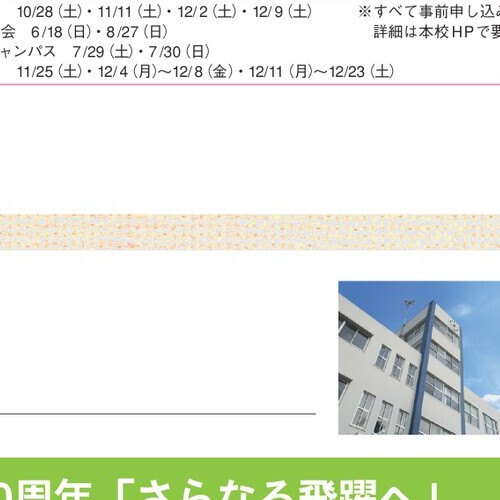 10/28（土）・11/11（土）・12/2（土）・12/9（土）
※すべて事前申し込み
会 6/18（日）・8/27（日）
詳細は本校HPで要
ャンパス 7/29（土）・7/30（日）
11/25（土）・12/4（月）～12/8（金）・12/11（月）～12/23（土）
0周年「さらなる飛躍へ」